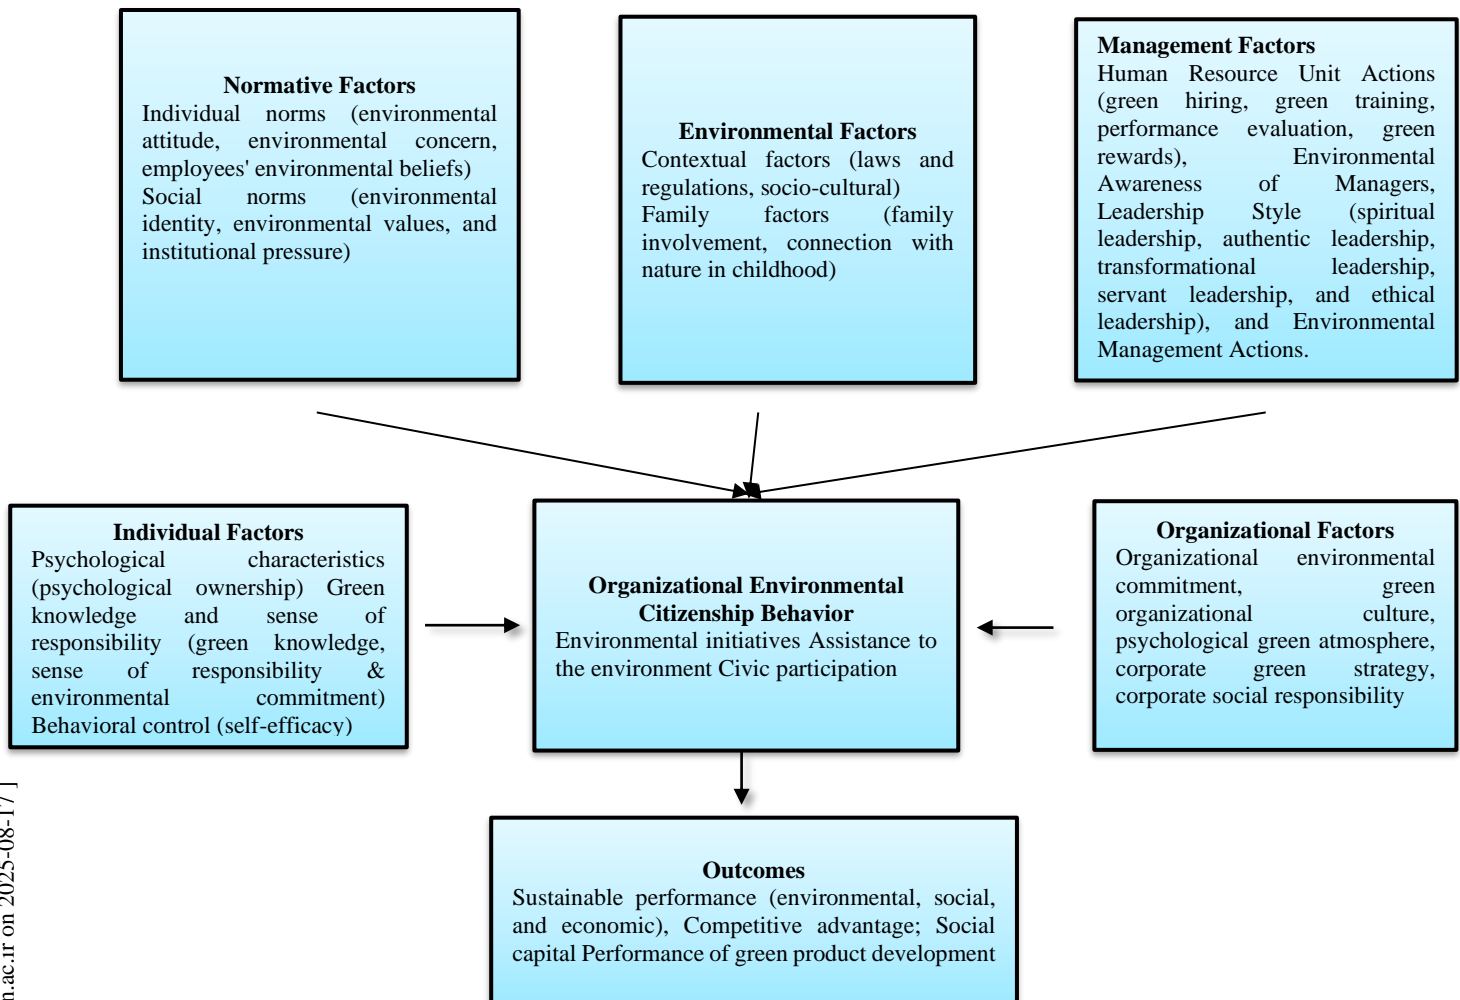 Normative Factors
Individual norms (environmental
attitude, environmental concern,
employees' environmental beliefs)
Social norms (environmental
identity, environmental values, and
institutional pressure)
Environmental Factors
Contextual factors (laws and
regulations, socio-cultural)
Family factors (family
involvement, connection with
nature in childhood)
Management Factors
Human Resource Unit Actions
(green hiring, green training,
performance evaluation, green
rewards), Environmental
Awareness of Managers,
Leadership Style (spiritual
leadership, authentic leadership,
transformational leadership,
servant leadership, and ethical
leadership), and Environmental
Management Actions.
Individual Factors
Psychological characteristics
(psychological ownership) Green
knowledge and sense of
responsibility (green knowledge,
sense of responsibility &
environmental commitment)
Behavioral control (self-efficacy)
Organizational Environmental
Citizenship Behavior
Environmental initiatives Assistance to
the environment Civic participation
Organizational Factors
Organizational environmental
commitment, green
organizational culture,
psychological green atmosphere,
corporate green strategy,
corporate social responsibility
Outcomes
Sustainable performance (environmental, social,
and economic), Competitive advantage; Social
capital Performance of green product development
n.ac.ir on 2025-08-17 ]